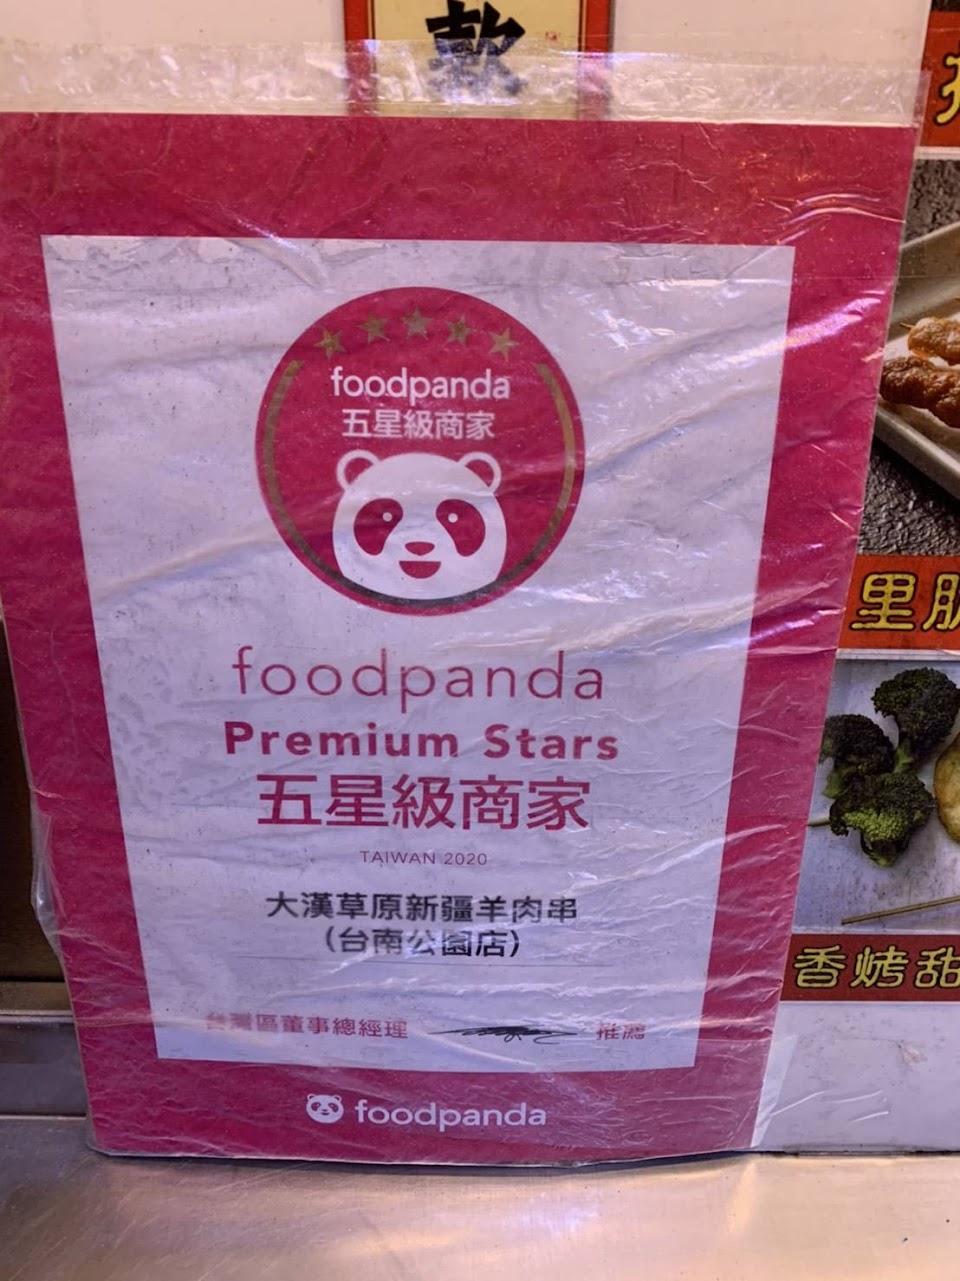 款
foodpanda
五星級商家
foodpanda
Premium Stars
五星級商家
TAIWAN 2020
大漢草原新疆羊肉串
(台南公園店)
台灣區董事總經理 推薦
foodpanda
里肌
香烤甜